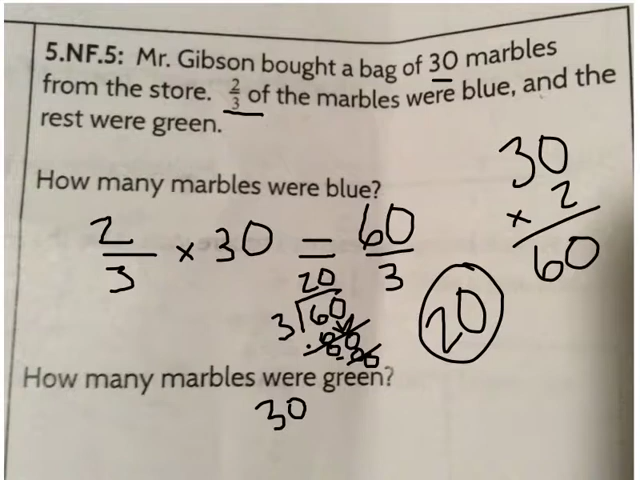 5.NF.5: Mr. Gibson bought a bag of 30 marbles
from the store. 2/3 of the marbles were blue, and the
rest were green.
30
How many marbles were blue?
× 2
60
2/3 × 30 = 60/3
20
3 60
20
How many marbles were green?
30